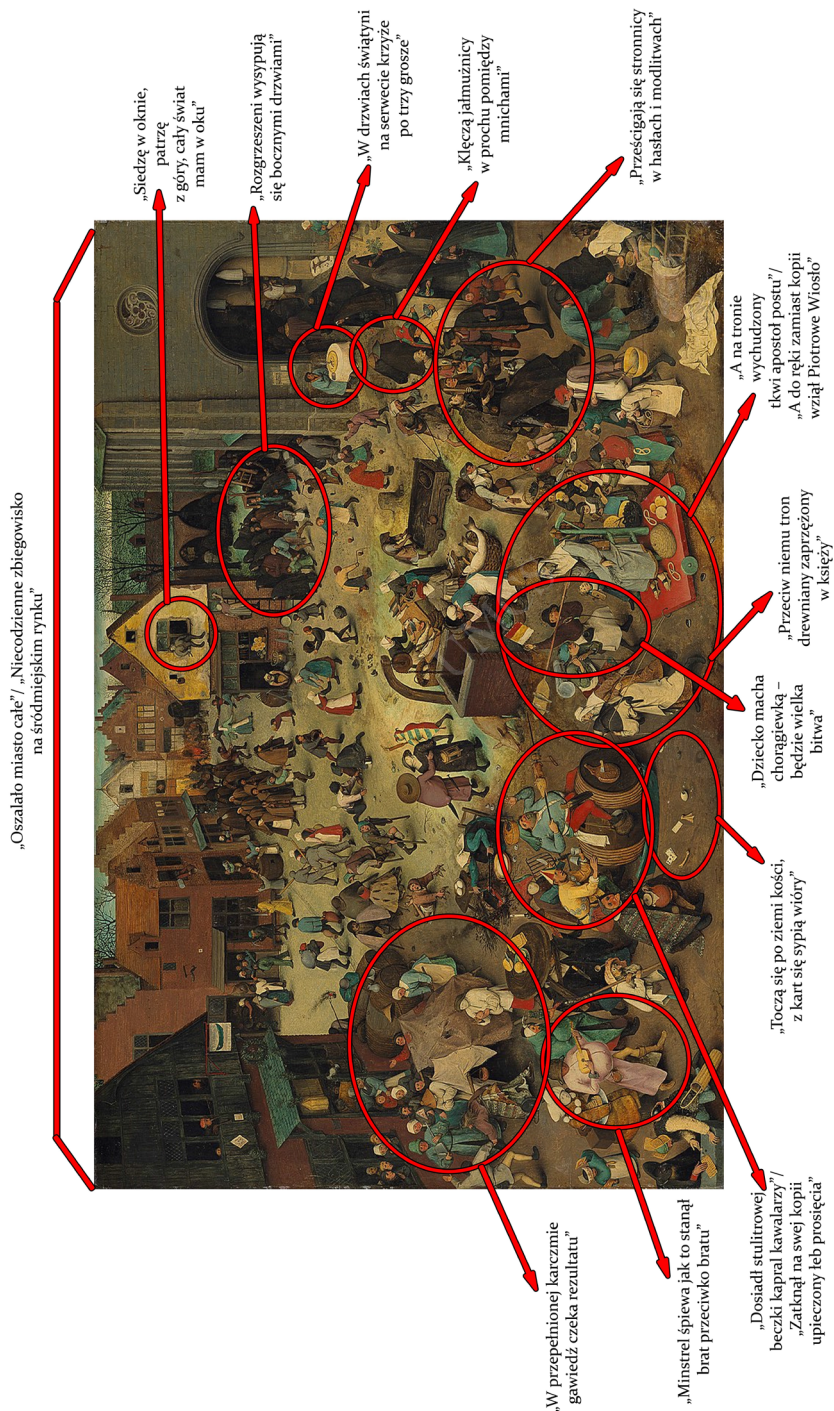 „Oszalało miasto całe”/ „Niecodzienne zbiegowisko
na śródmiejskim rynku”
„Siedzę w oknie,
patrzę
z góry, cały świat
mam w oku”
„Rozgrzeszeni wysypują
się bocznymi drzwiami”
„W drzwiach świątyni
na serwecie krzyże
po trzy grosze”
„Klęczą jałmużnicy
w prochu pomiędzy
mnichami”
„Prześcigają się stronnicy
w hasłach i modlitwach”
„W przepełnionej karczmie
gawiedź czeka rezultatu”
„Minstrel śpiewa jak to stanął
brat przeciwko bratu”
„Dosiadł stulitrowej
beczki kapral kawalarzy”/
„Zatknął na swej kopii
upieczony łeb prosięcia”
„Toczą się po ziemi kości,
z kart się sypią wióry”
„Dziecko macha
chorągiewką –
będzie wielka
bitwa”
„Przeciw niemu tron
drewniany zaprzężony
w księży”
„A na tronie
wychudzony
tkwi apostoł postu”/
„A do ręki zamiast kopii
wziął Piotrowe Wiosło”